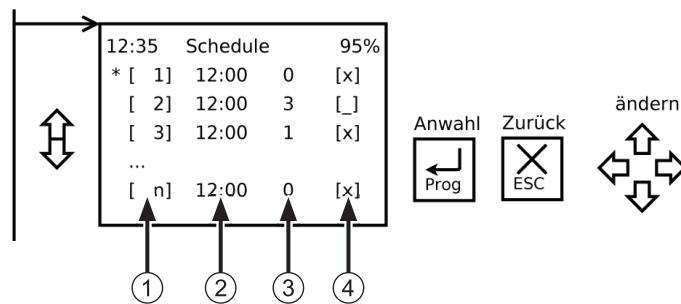 12:35 Schedule 95%
* [ 1] 12:00 0 [x]
[ 2] 12:00 3 [_]
[ 3] 12:00 1 [x]
...
[ n] 12:00 0 [x]
1 2 3 4
Anwahl Zurück ändern
Prog ESC